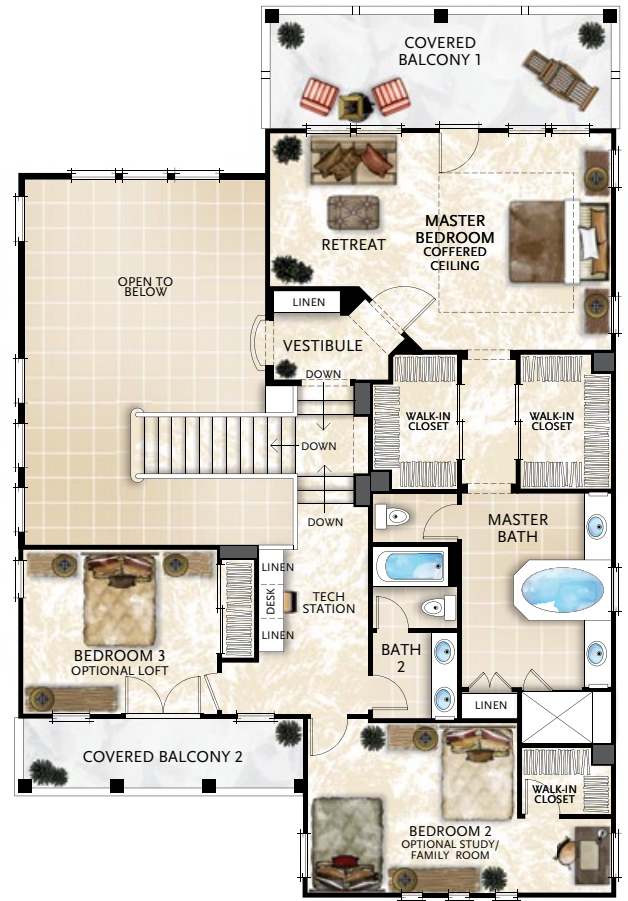 COVERED
BALCONY 1
RETREAT
MASTER
BEDROOM
COFFERED
CEILING
OPEN TO
BELOW
LINEN
VESTIBULE
DOWN
WALK-IN
CLOSET
WALK-IN
CLOSET
DOWN
DOWN
MASTER
BATH
LINEN
DESK
TECH
STATION
LINEN
BATH
2
BEDROOM 3
OPTIONAL LOFT
LINEN
COVERED BALCONY 2
WALK-IN
CLOSET
BEDROOM 2
OPTIONAL STUDY/
FAMILY ROOM